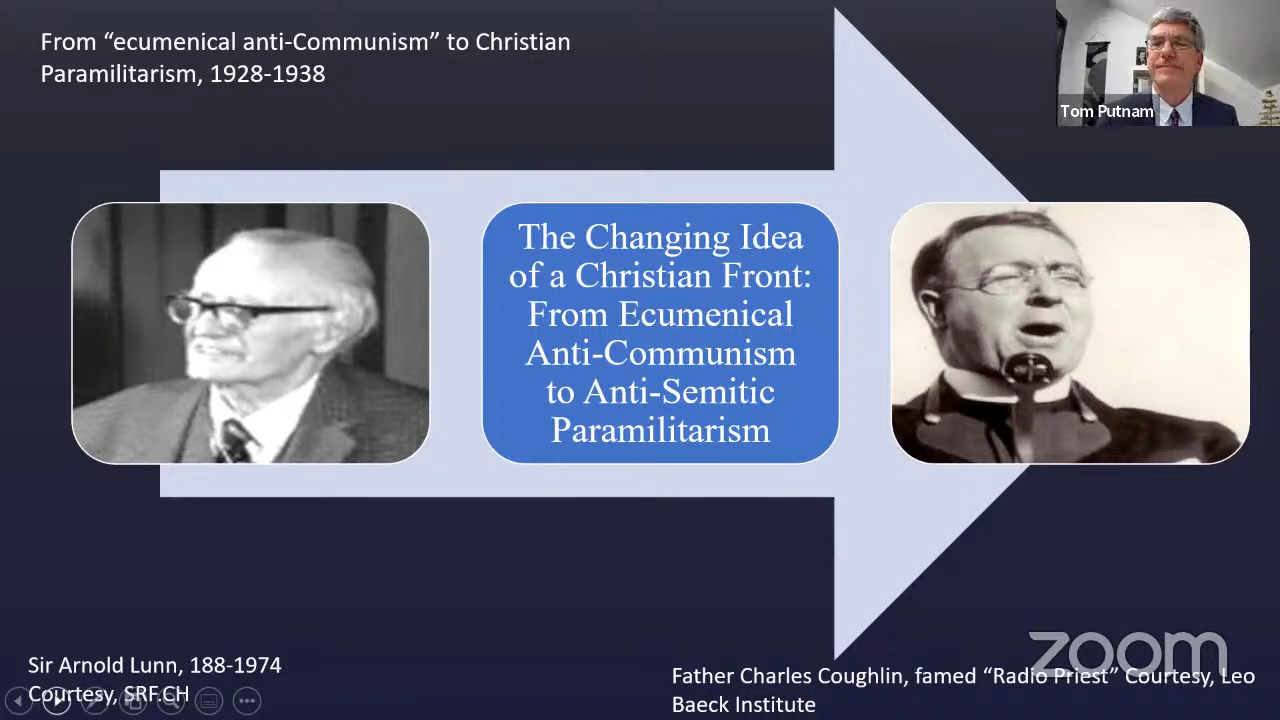 From “ecumenical anti-Communism” to Christian
Paramilitarism, 1928-1938
Tom Putnam
The Changing Idea
of a Christian Front:
From Ecumenical
Anti-Communism
to Anti-Semitic
Paramilitarism
zoom
Sir Arnold Lunn, 188-1974
Courtesy, SRF.CH
Father Charles Coughlin, famed “Radio Priest” Courtesy, Leo
Baeck Institute